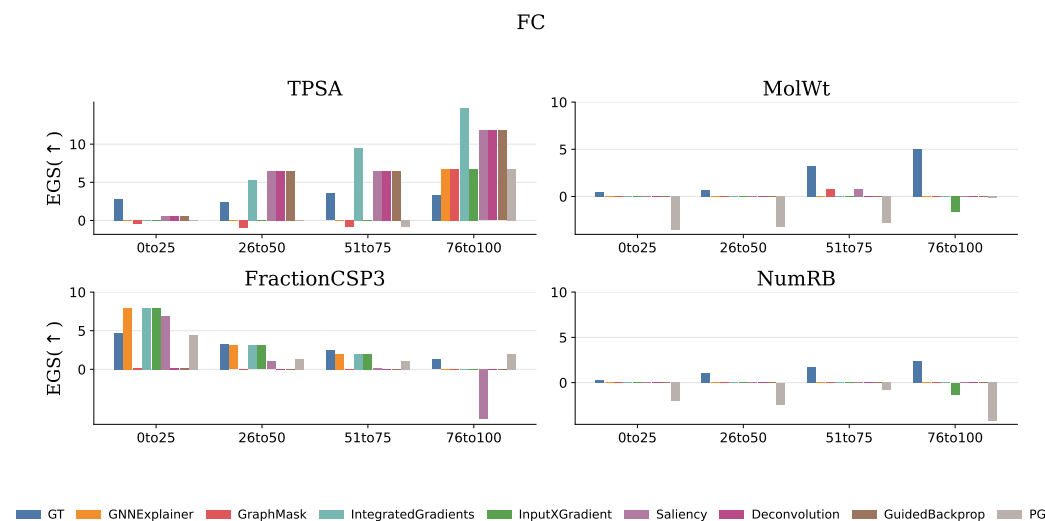 FC
TPSA
MolWt
EGS( ↑ )
10
5
0
10
5
0
0to25 26to50 51to75 76to100
0to25 26to50 51to75 76to100
FractionCSP3
NumRB
EGS( ↑ )
10
5
0
10
5
0
0to25 26to50 51to75 76to100
0to25 26to50 51to75 76to100
GT GNNExplainer GraphMask IntegratedGradients InputXGradient Saliency Deconvolution GuidedBackprop PG